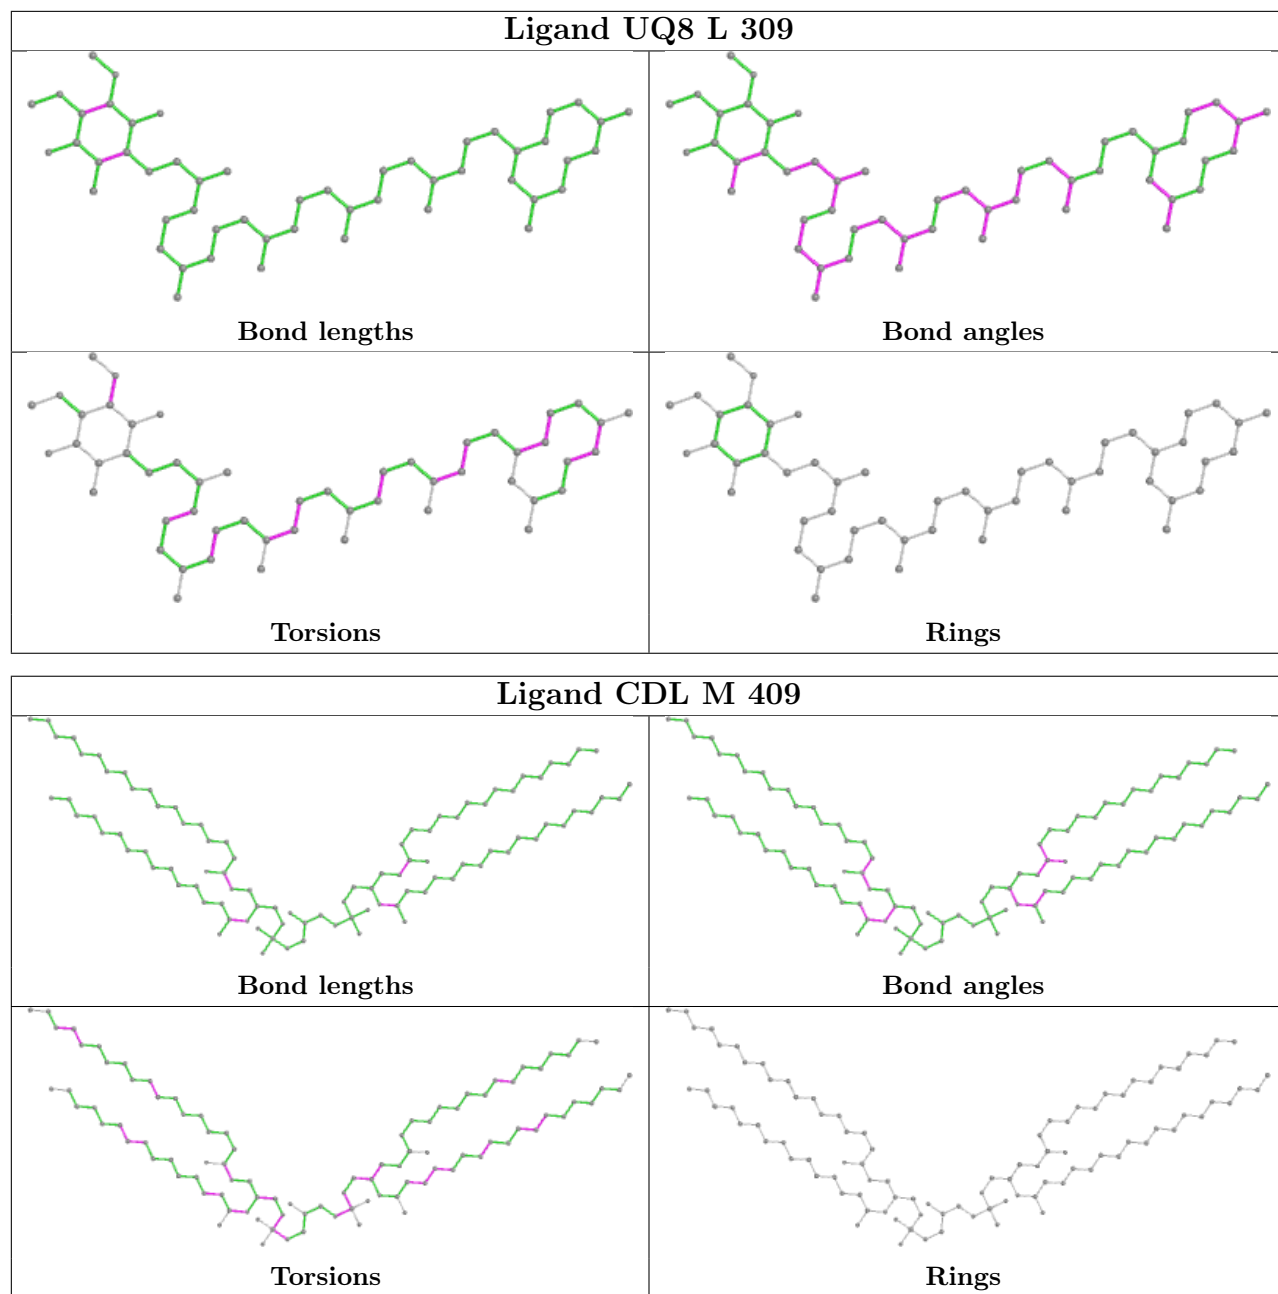 Ligand UQ8 L 309
Bond lengths
Bond angles
Torsions
Rings
Ligand CDL M 409
Bond lengths
Bond angles
Torsions
Rings